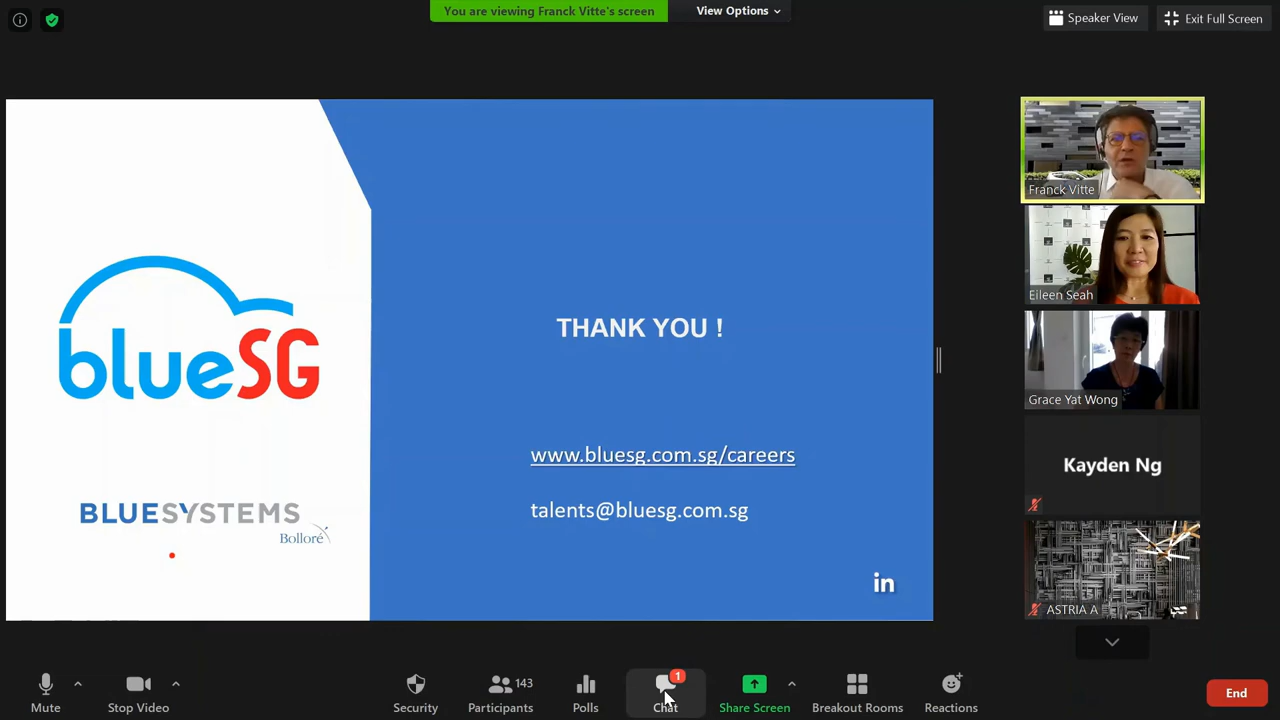 You are viewing Franck Vitte's screen
View Options
Speaker View
Exit Full Screen
Franck Vitte
Eileen Seah
Grace Yat Wong
Kayden Ng
ASTRIA A
blueSG
BLUESYSTEMS
Bolloré
THANK YOU !
www.bluesg.com.sg/careers
talents@bluesg.com.sg
in
Mute
Stop Video
Security
143
Participants
Polls
1
Chat
Share Screen
Breakout Rooms
Reactions
End